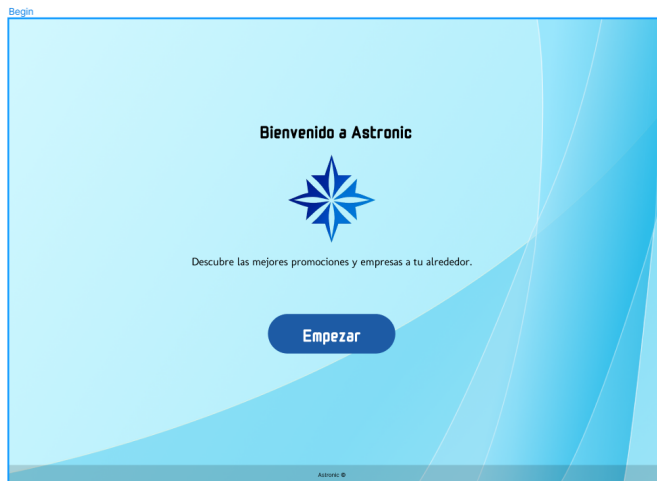 Begin
Bienvenido a Astronic
Descubre las mejores promociones y empresas a tu alrededor.
Empezar
Astronic ©